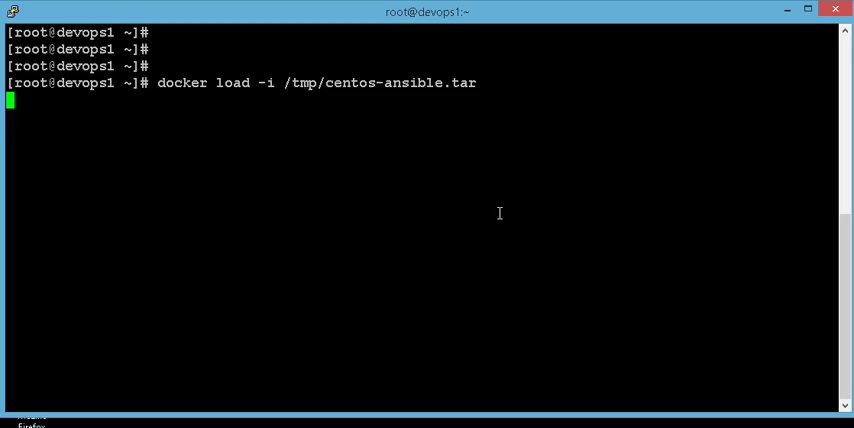 root@devops1:~
[root@devops1 ~]#
[root@devops1 ~]#
[root@devops1 ~]#
[root@devops1 ~]# docker load -i /tmp/centos-ansible.tar
Firefox